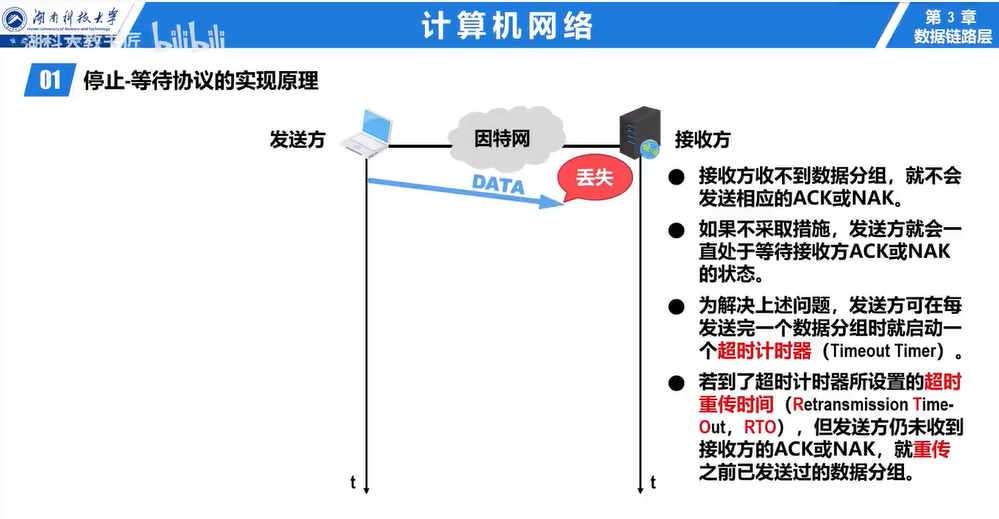 湖南科技大学
Hunan University of Science and Technology
湖科大教书匠 bilibili
计算机网络
第 3 章
数据链路层
01 停止-等待协议的实现原理
发送方
因特网
接收方
DATA
丢失
● 接收方收不到数据分组，就不会
发送相应的ACK或NAK。
● 如果不采取措施，发送方就会一
直处于等待接收方ACK或NAK
的状态。
● 为解决上述问题，发送方可在每
发送完一个数据分组时就启动一
个超时计时器（Timeout Timer）。
● 若到了超时计时器所设置的超时
重传时间（Retransmission Time-
Out，RTO），但发送方仍未收到
接收方的ACK或NAK，就重传
之前已发送过的数据分组。
t
t